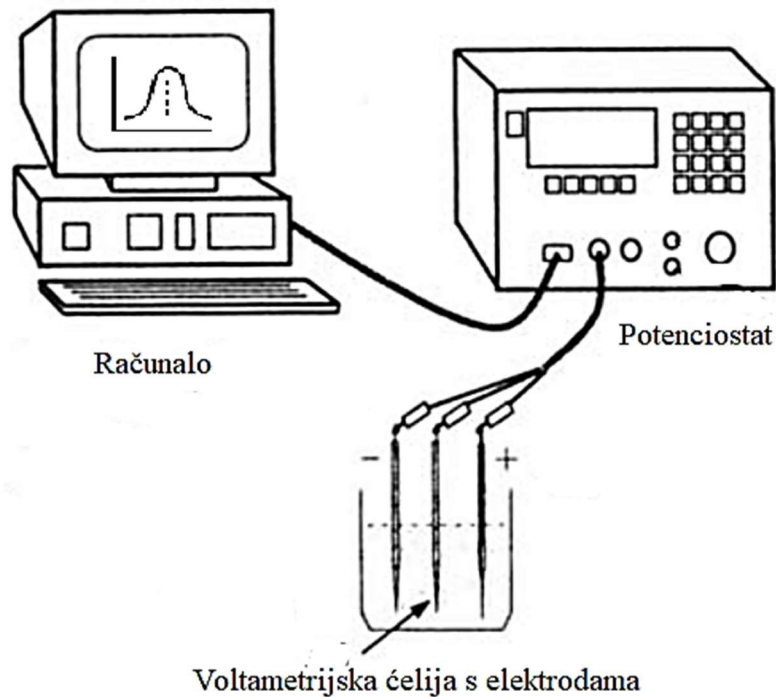 Računalo
Potenciostat
- +
Voltametrijska ćelija s elektrodama